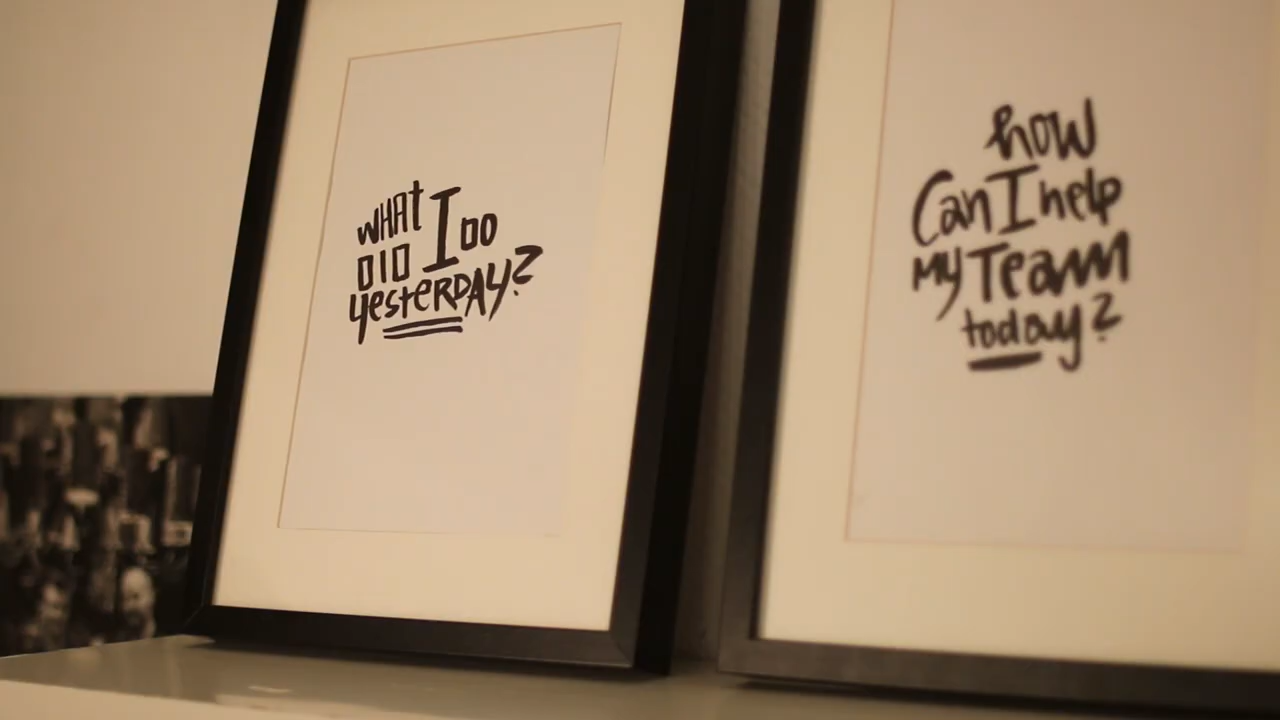 WHAt
DID I DO
yesteRDAY?
how
Can I help
My Team
today?